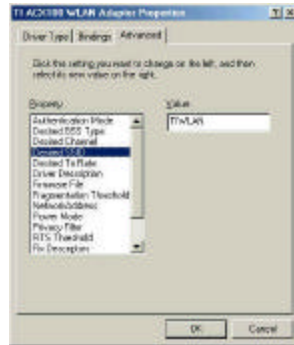 TI ACX100 WLAN Adapter Properties
Driver Type
Bindings
Advanced
Click the setting you want to change on the left, and then
select its new value on the right.
Property
Value
Authentication Mode
Desired BSS Type
Desired Channel
Desired SSID
Desired Tx Rate
Driver Description
Firmware File
Fragmentation Threshold
NetworkAddress
Power Mode
Privacy Filter
RTS Threshold
Rx Descriptors
TIWLAN
OK
Cancel